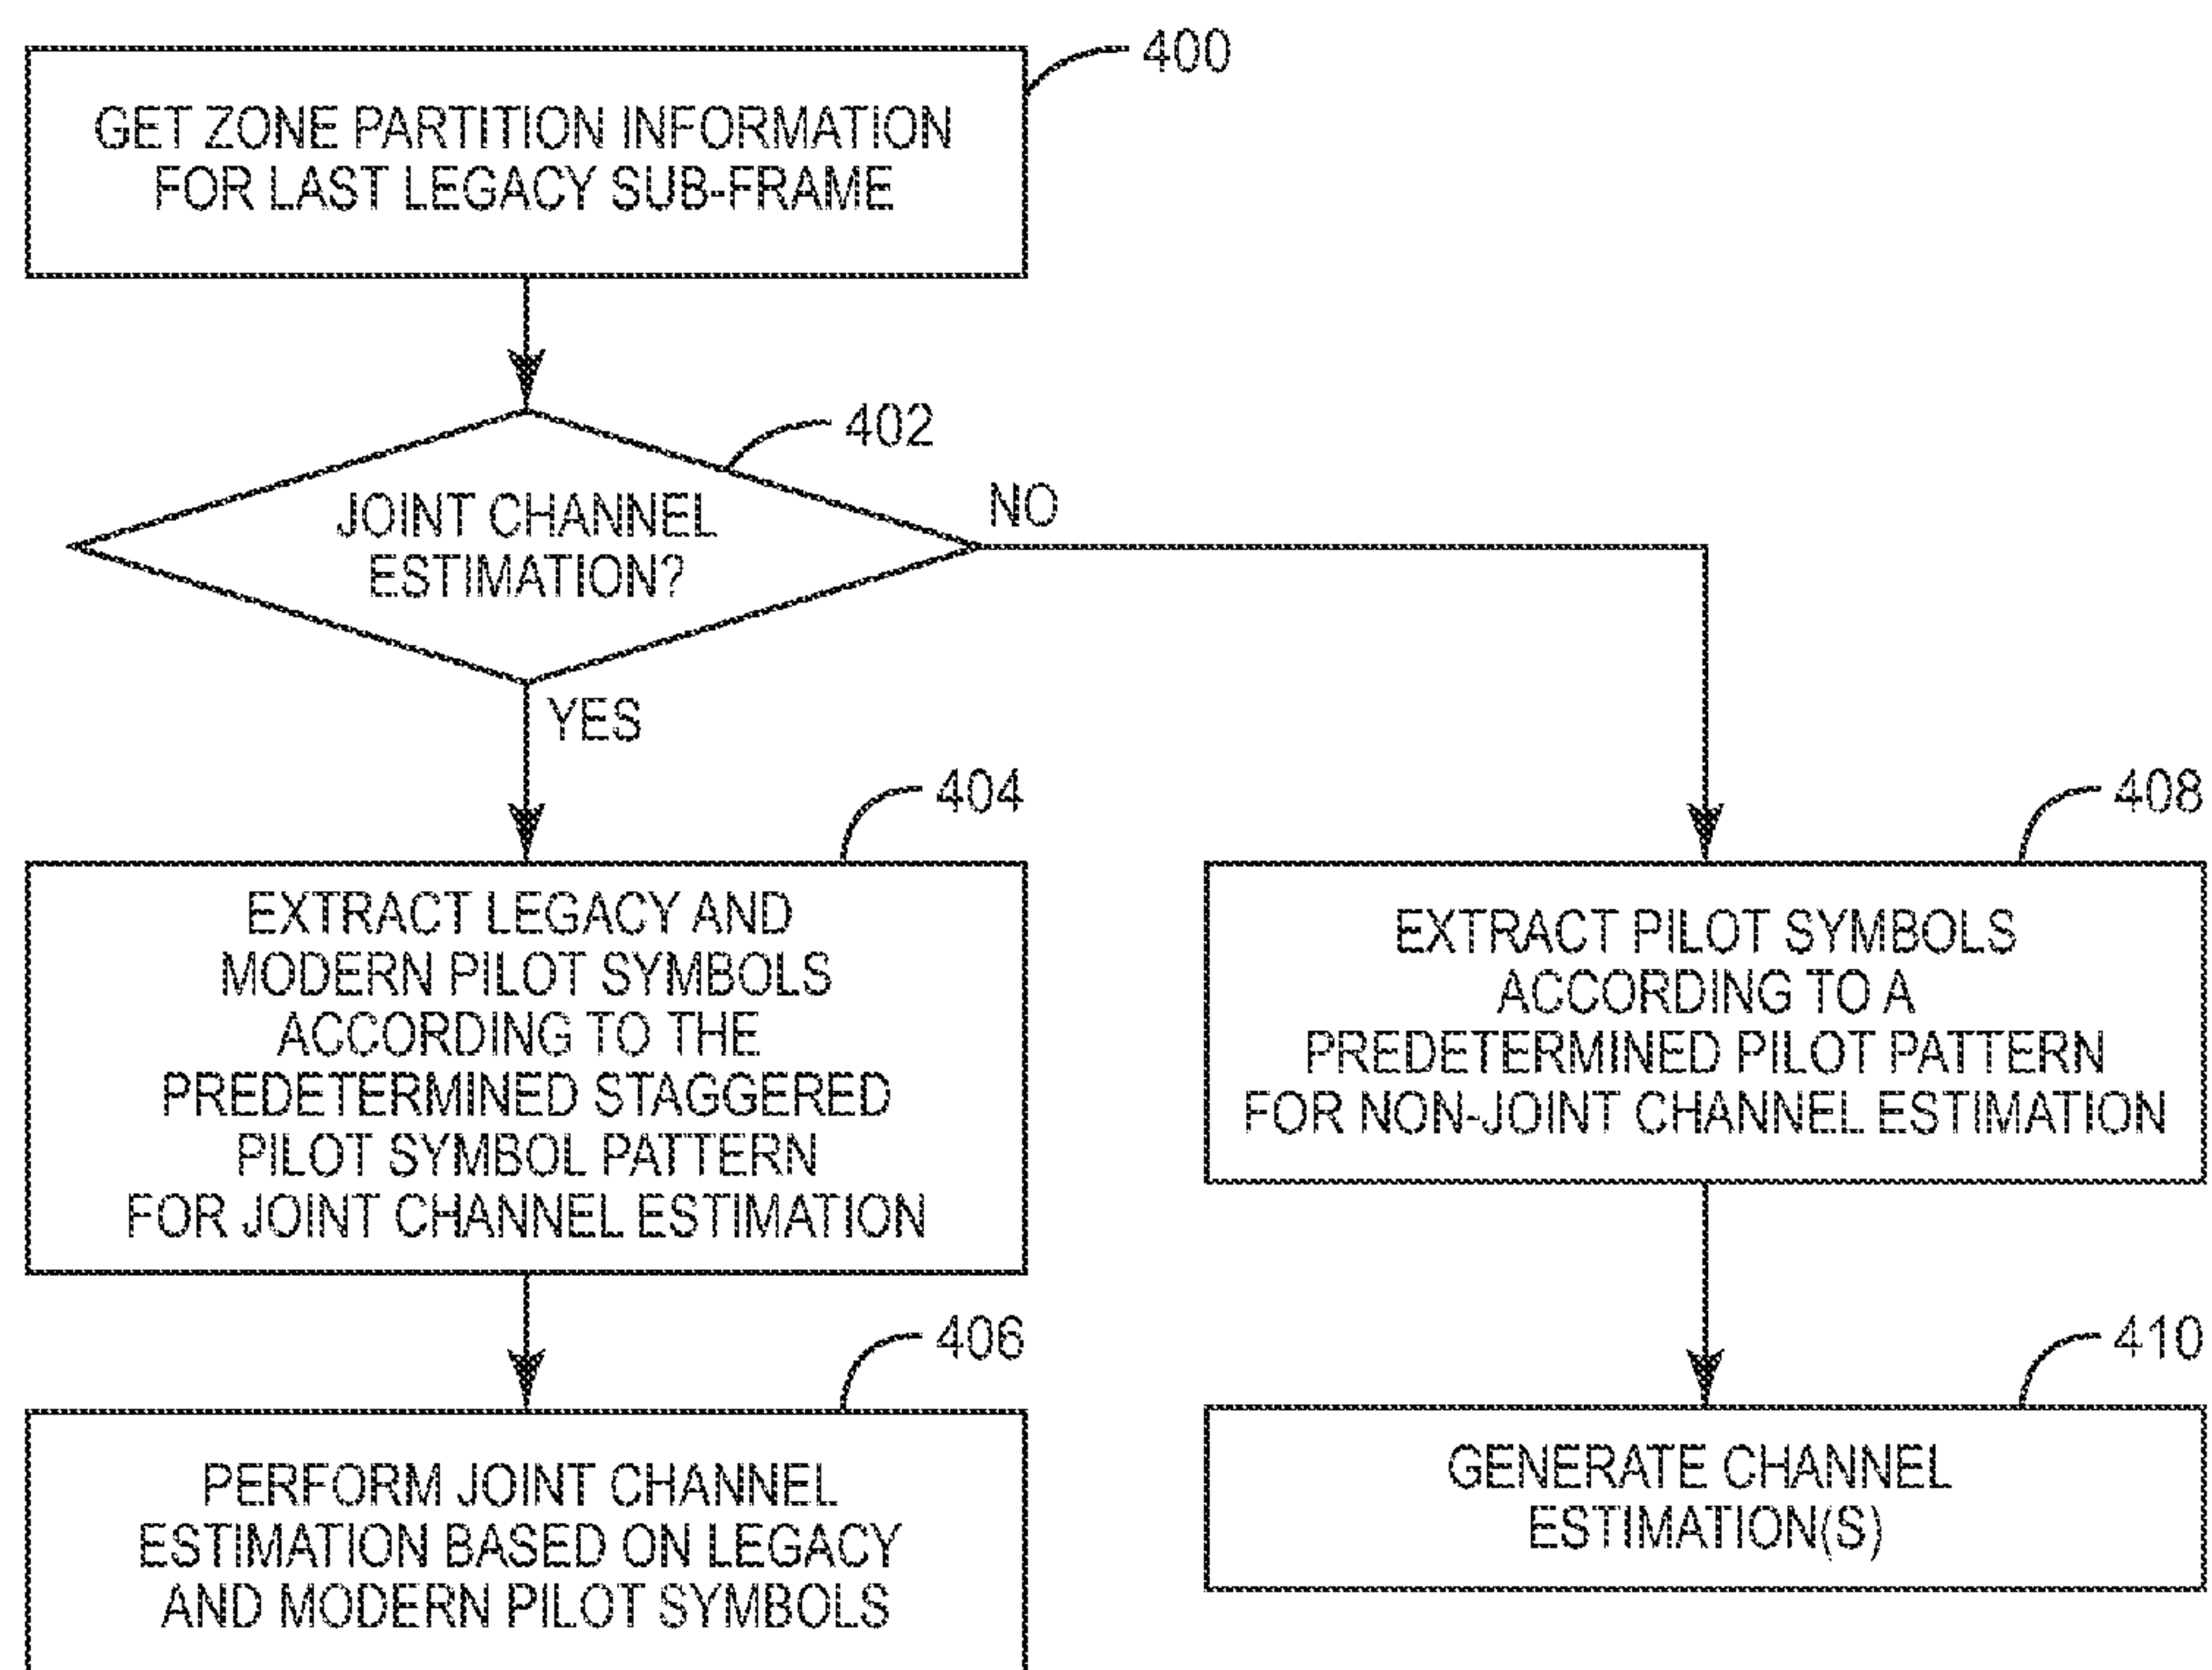 400
GET ZONE PARTITION INFORMATION
FOR LAST LEGACY SUB-FRAME
402
JOINT CHANNEL
ESTIMATION?
NO
YES
404
EXTRACT LEGACY AND
MODERN PILOT SYMBOLS
ACCORDING TO THE
PREDETERMINED STAGGERED
PILOT SYMBOL PATTERN
FOR JOINT CHANNEL ESTIMATION
408
EXTRACT PILOT SYMBOLS
ACCORDING TO A
PREDETERMINED PILOT PATTERN
FOR NON-JOINT CHANNEL ESTIMATION
406
PERFORM JOINT CHANNEL
ESTIMATION BASED ON LEGACY
AND MODERN PILOT SYMBOLS
410
GENERATE CHANNEL
ESTIMATION(S)